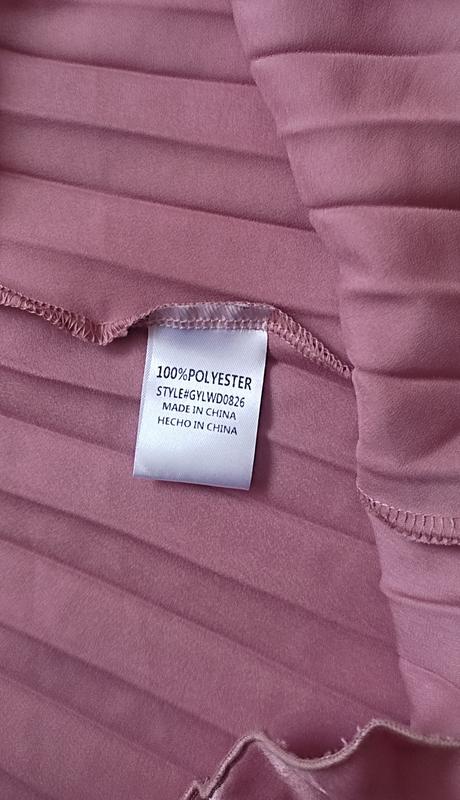 100%POLYESTER
STYLE#GYLWD0826
MADE IN CHINA
HECHO IN CHINA